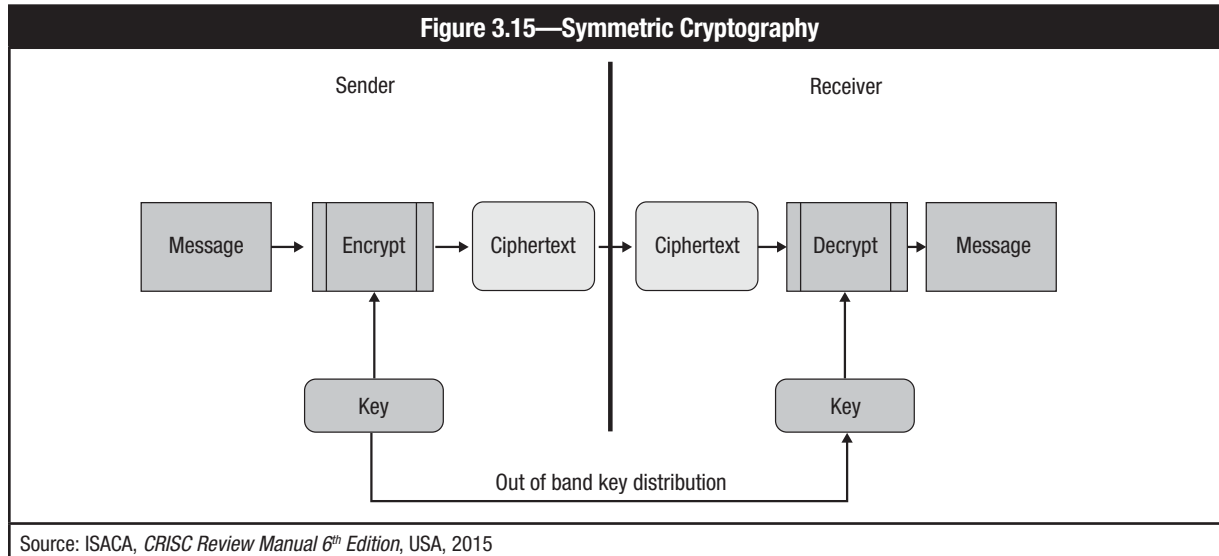 Figure 3.15—Symmetric Cryptography
Sender
Receiver
Message
Encrypt
Ciphertext
Ciphertext
Decrypt
Message
Key
Key
Out of band key distribution
Source: ISACA, CRISC Review Manual 6th Edition, USA, 2015